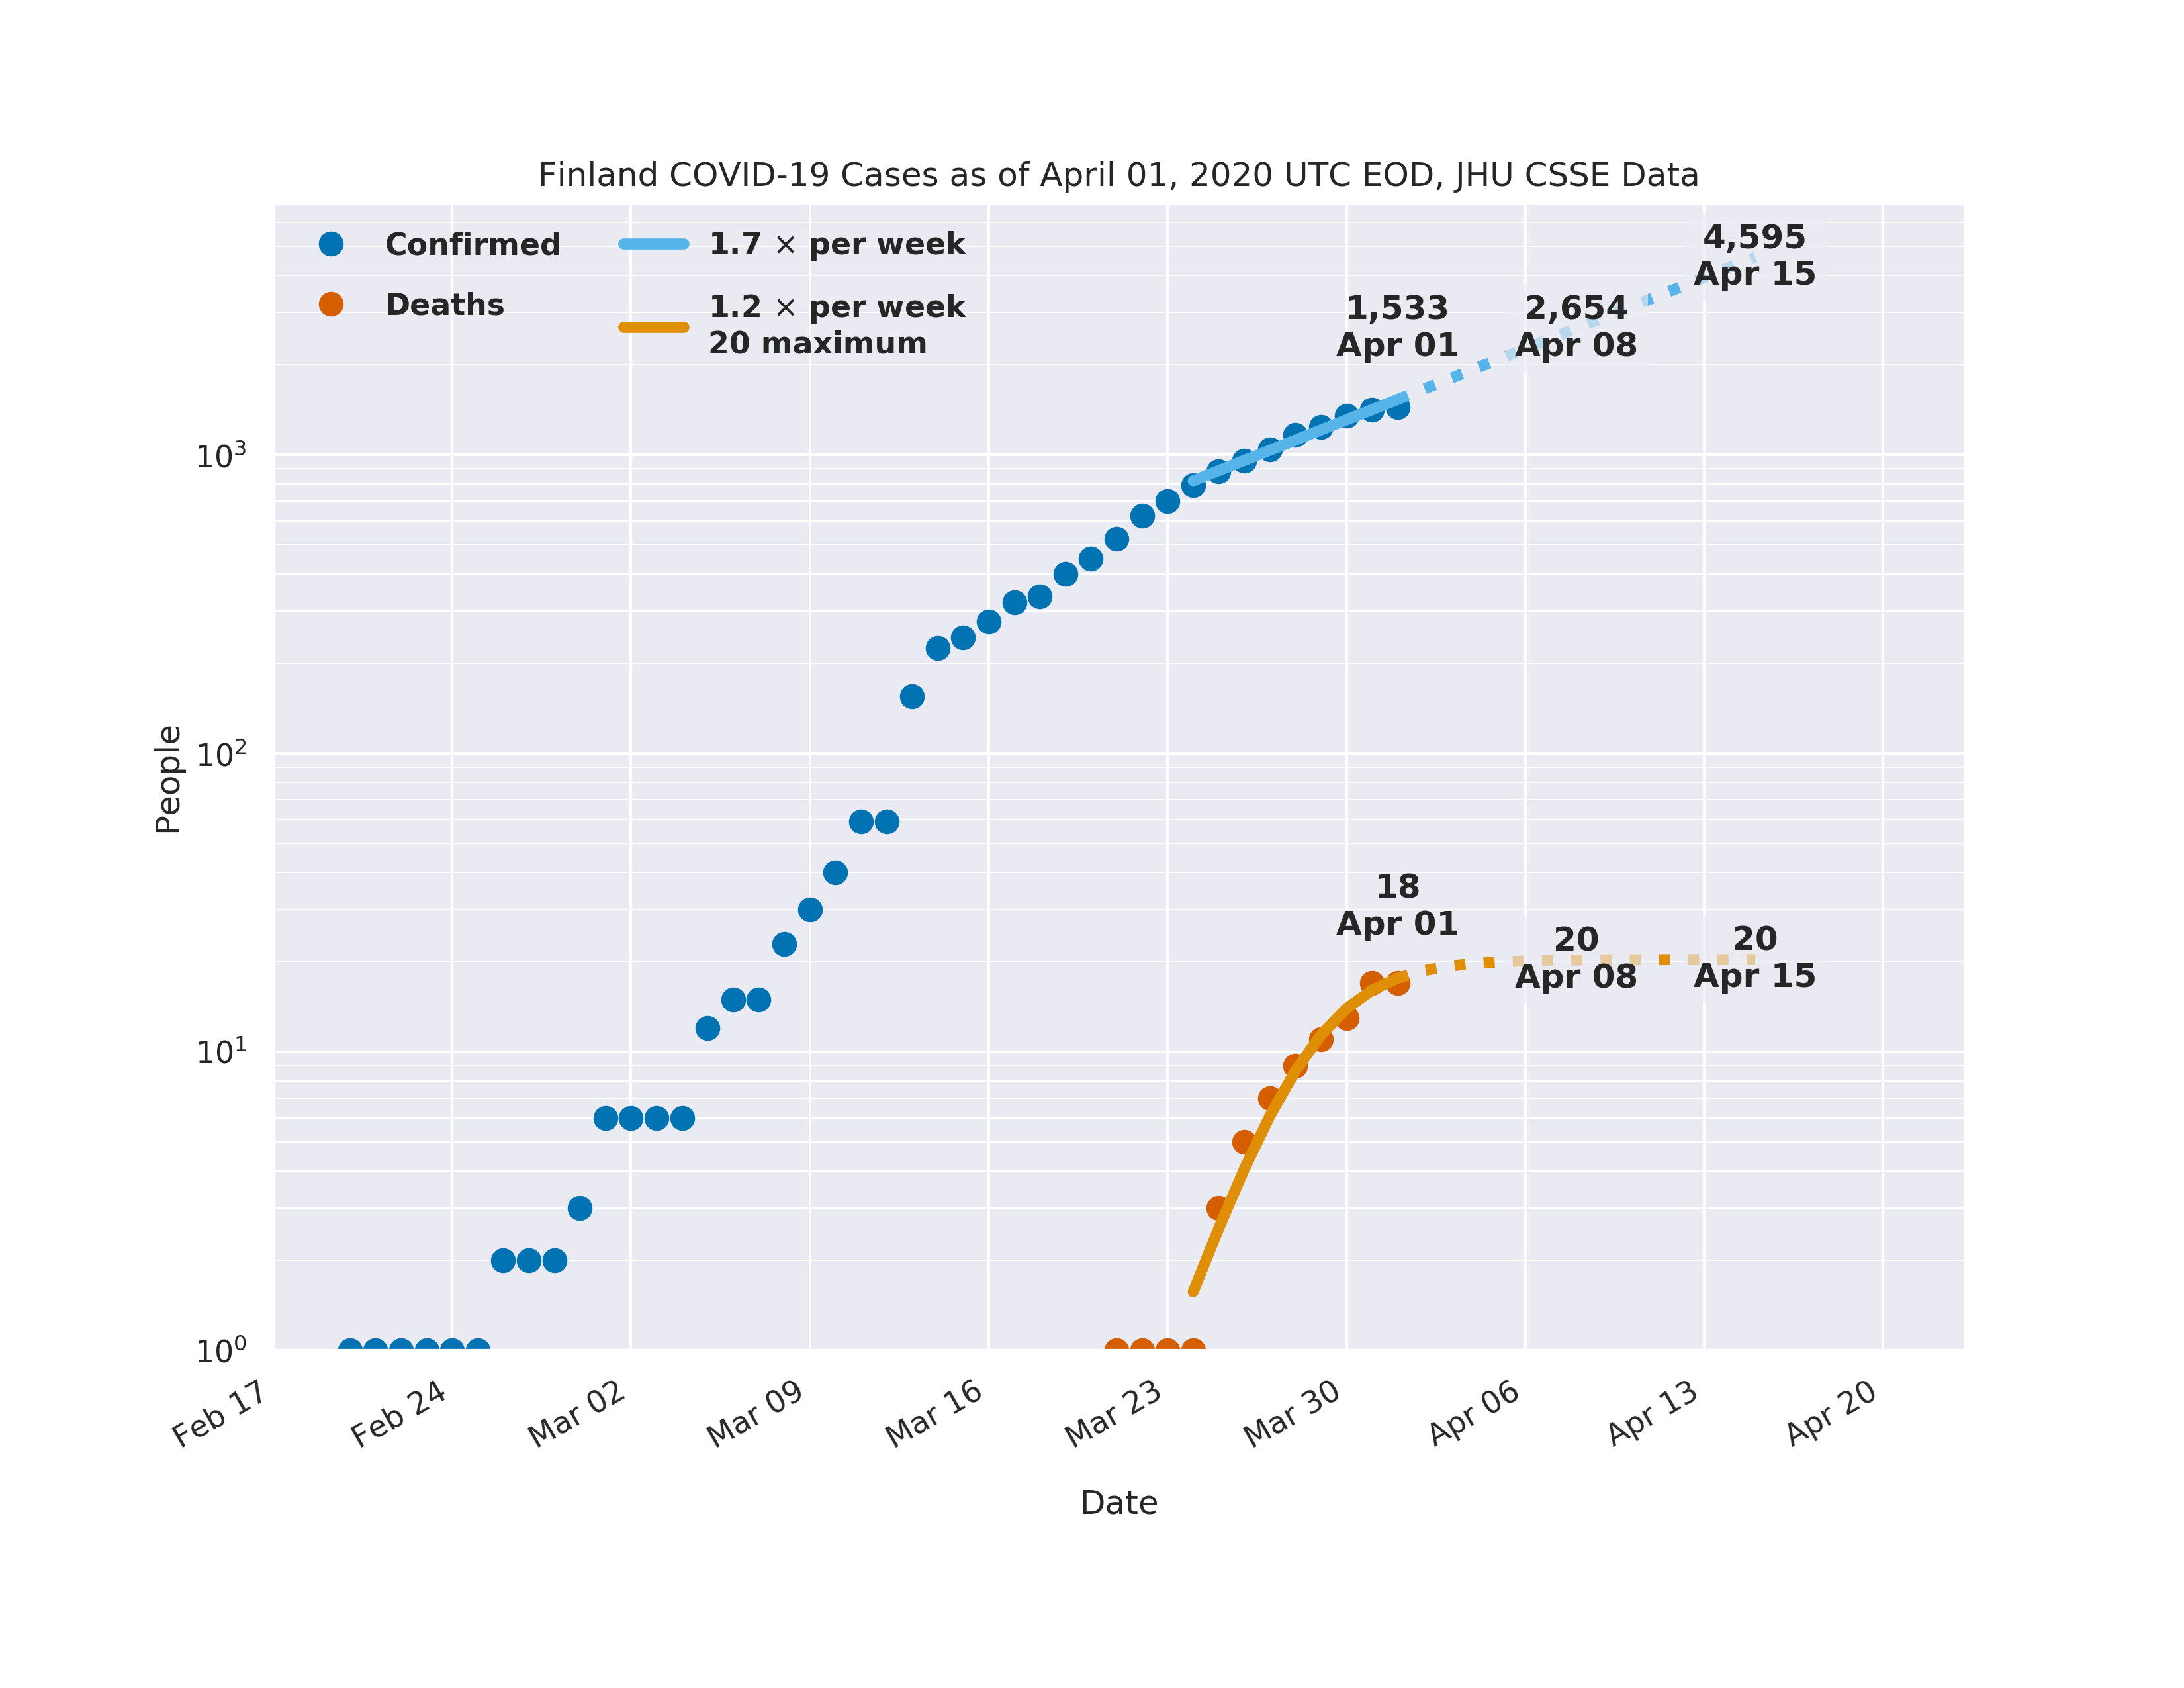 Finland COVID-19 Cases as of April 01, 2020 UTC EOD, JHU CSSE Data
Confirmed
Deaths
1.7 × per week
1.2 × per week
20 maximum
4,595
Apr 15
1,533
Apr 01
2,654
Apr 08
18
Apr 01
20
Apr 08
20
Apr 15
People
10³
10²
10¹
10⁰
Feb 17
Feb 24
Mar 02
Mar 09
Mar 16
Mar 23
Mar 30
Apr 06
Apr 13
Apr 20
Date